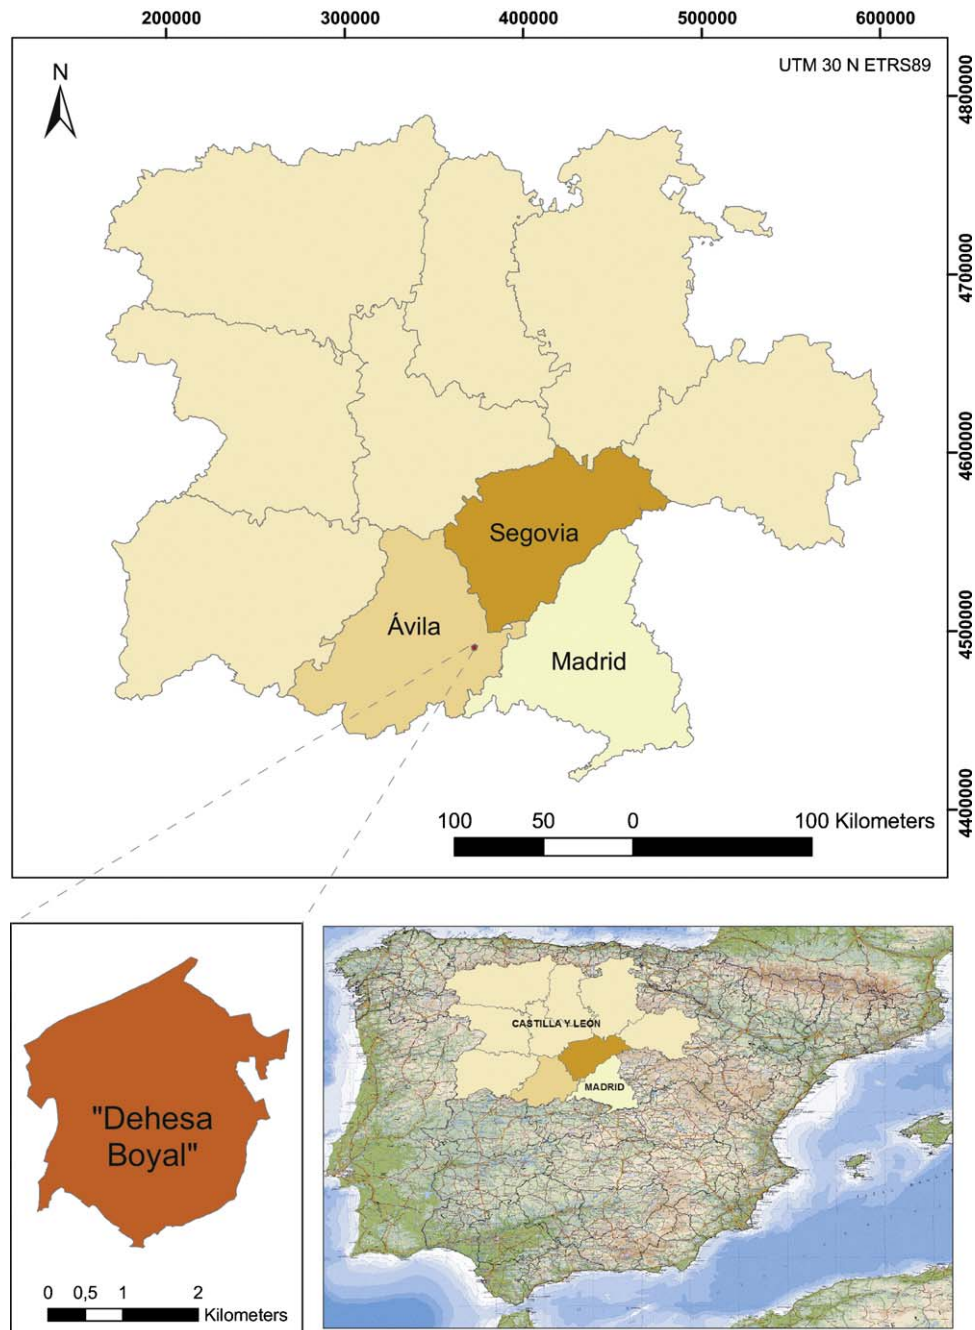 200000 300000 400000 500000 600000
UTM 30 N ETRS89
N
4800000
4700000
4600000
4500000
4400000
Segovia
Ávila
Madrid
100 50 0 100 Kilometers
"Dehesa
Boyal"
0 0,5 1 2
Kilometers
CASTILLA Y LEÓN
MADRID